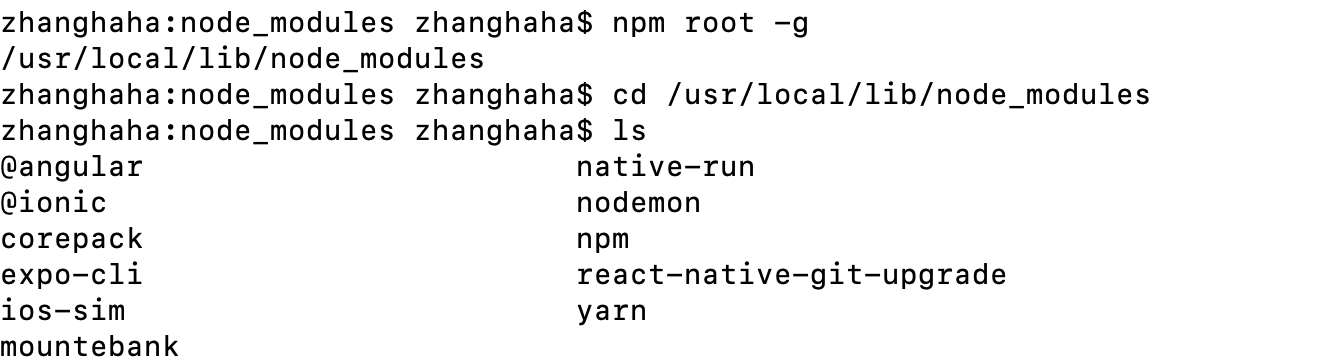 zhanghaha:node_modules zhanghaha$ npm root -g
/usr/local/lib/node_modules
zhanghaha:node_modules zhanghaha$ cd /usr/local/lib/node_modules
zhanghaha:node_modules zhanghaha$ ls
@angular native-run
@ionic nodemon
corepack npm
expo-cli react-native-git-upgrade
ios-sim yarn
mountebank